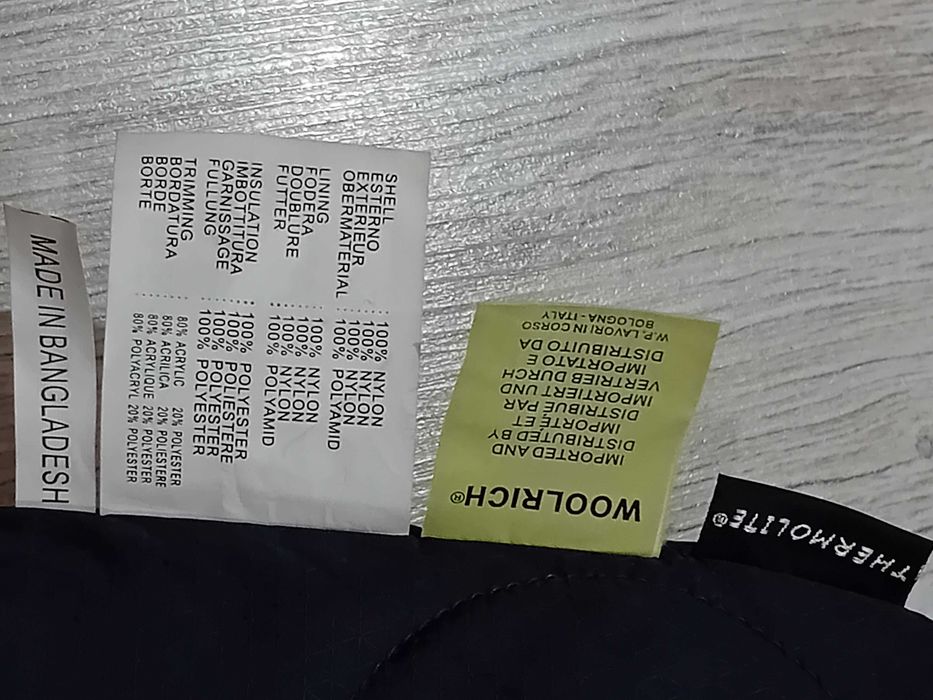 MADE IN BANGLADESH
SHELL
ESTERNO 100% NYLON
EXTERIEUR 100% NYLON
OBERMATERIAL 100% POLYAMID
LINING 100% NYLON
FODERA 100% NYLON
DOUBLURE 100% NYLON
FUTTER 100% POLYAMID
INSULATION 100% POLYESTER
IMBOTTITURA 100% POLIESTERE
GARNISSAGE 100% POLYESTER
FULLUNG 100% POLYESTER
TRIMMING 80% ACRYLIC 20% POLYESTER
BORDATURA 80% ACRILICA 20% POLIESTERE
BORDE 80% ACRYLIQUE 20% POLYESTER
BORTE 80% POLYACRYL 20% POLYESTER
WOOLRICH®
IMPORTED AND
DISTRIBUTED BY
IMPORTE ET
DISTRIBUE PAR
IMPORTIERT UND
VERTRIEB DURCH
IMPORTATO E
DISTRIBUITO DA
W.P. LAVORI IN CORSO
BOLOGNA - ITALY
THERMOLITE®